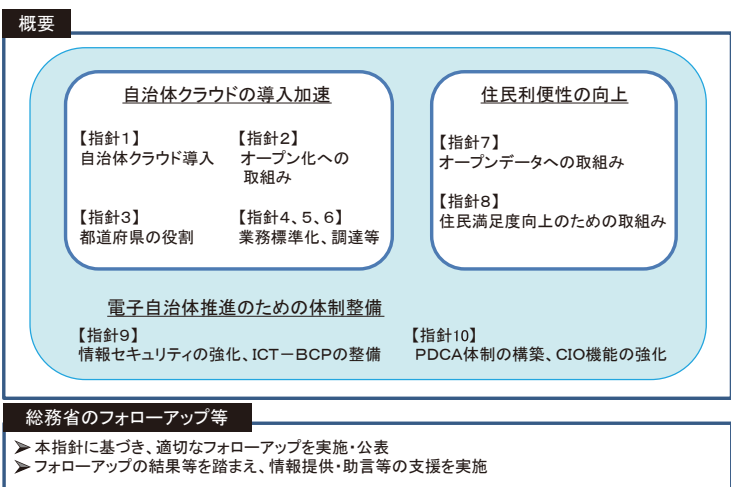 概要
自治体クラウドの導入加速
【指針1】
自治体クラウド導入
【指針2】
オープン化への
取組み
【指針3】
都道府県の役割
【指針4、5、6】
業務標準化、調達等
住民利便性の向上
【指針7】
オープンデータへの取組み
【指針8】
住民満足度向上のための取組み
電子自治体推進のための体制整備
【指針9】
情報セキュリティの強化、ICT－BCPの整備
【指針10】
PDCA体制の構築、CIO機能の強化
総務省のフォローアップ等
➢本指針に基づき、適切なフォローアップを実施・公表
➢フォローアップの結果等を踏まえ、情報提供・助言等の支援を実施